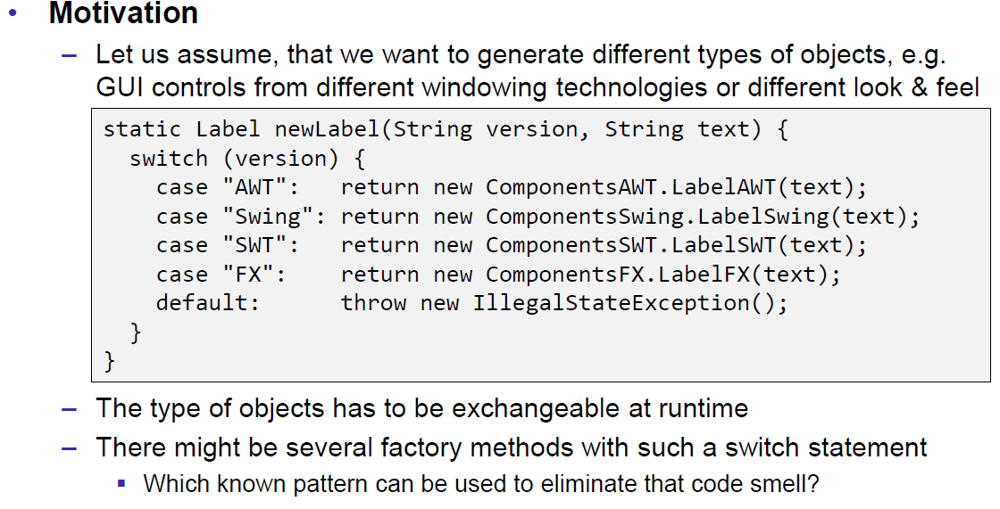 • Motivation
– Let us assume, that we want to generate different types of objects, e.g.
GUI controls from different windowing technologies or different look & feel
static Label newLabel(String version, String text) {
  switch (version) {
    case "AWT":   return new ComponentsAWT.LabelAWT(text);
    case "Swing": return new ComponentsSwing.LabelSwing(text);
    case "SWT":   return new ComponentsSWT.LabelSWT(text);
    case "FX":    return new ComponentsFX.LabelFX(text);
    default:      throw new IllegalStateException();
  }
}
– The type of objects has to be exchangeable at runtime
– There might be several factory methods with such a switch statement
▪ Which known pattern can be used to eliminate that code smell?